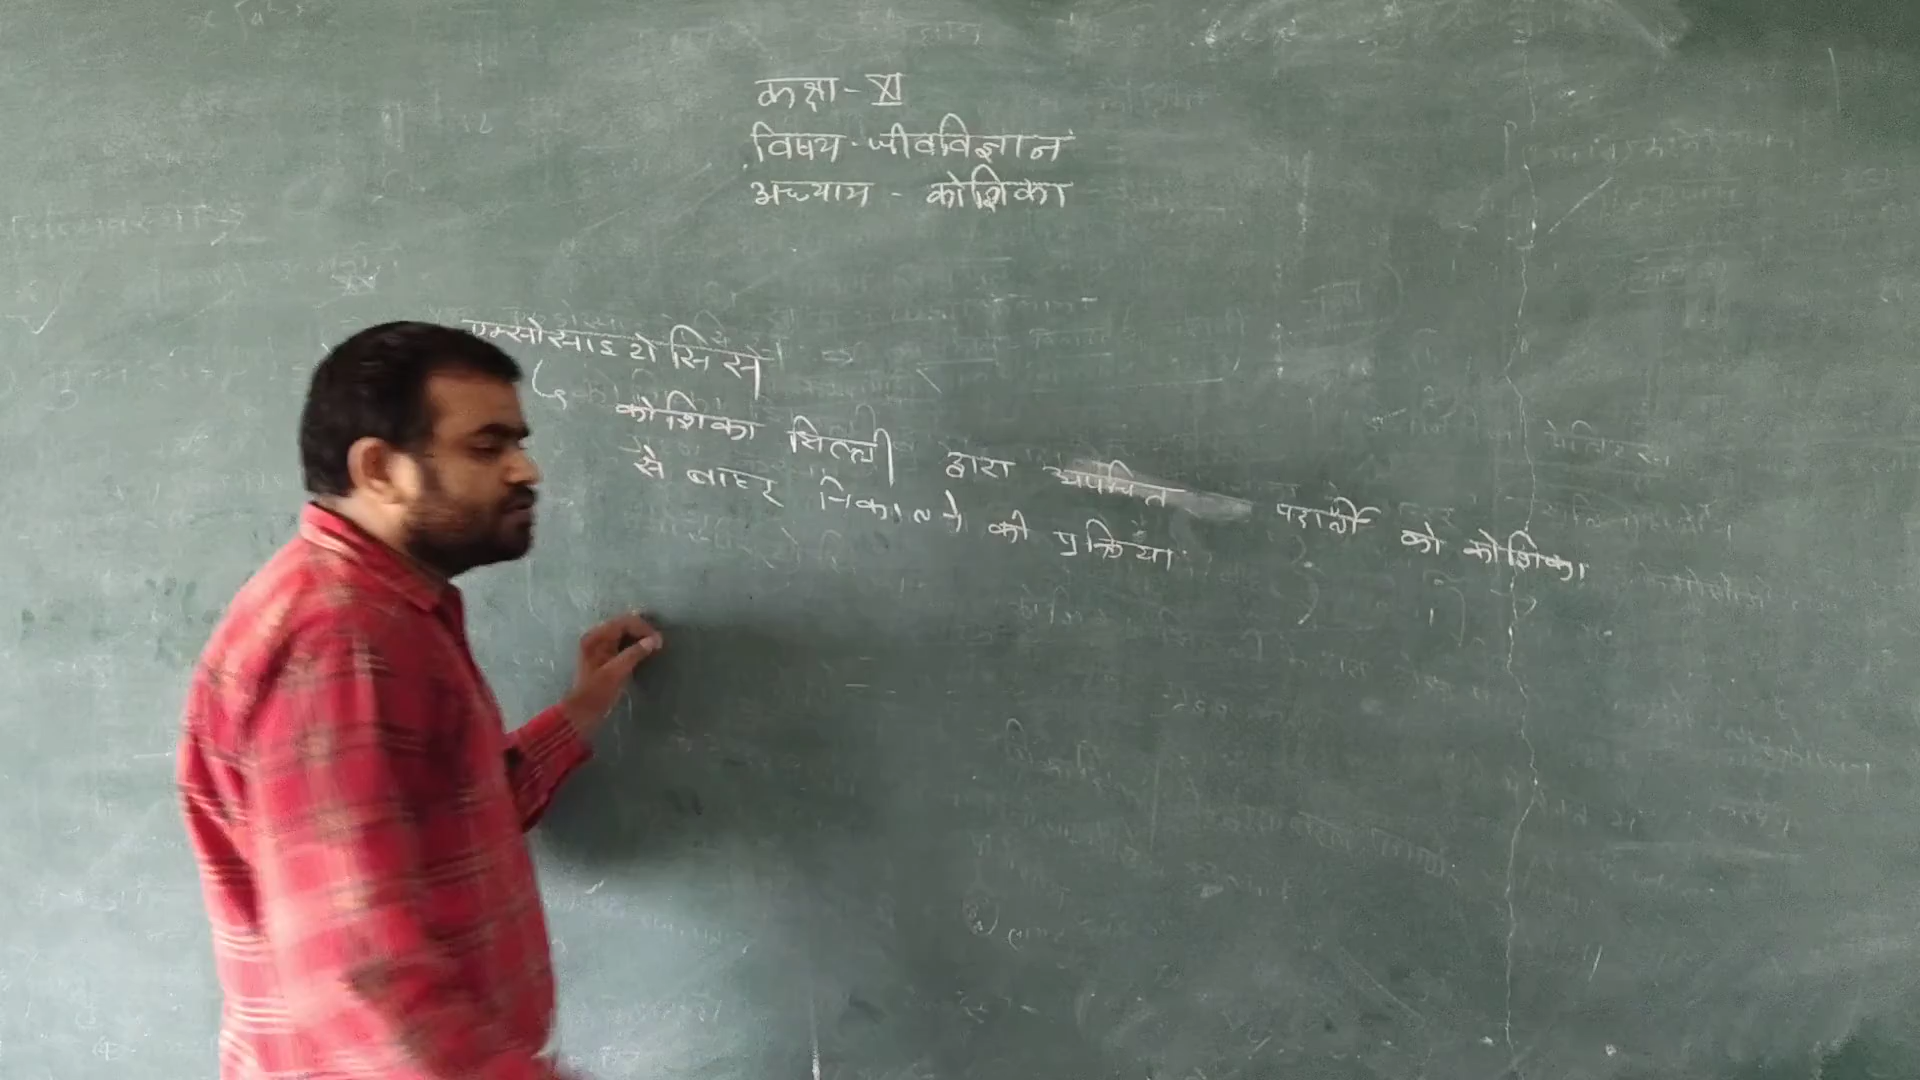 कक्षा - XI
विषय - जीवविज्ञान
अध्याय - कोशिका
एक्सोसाइटोसिस
कोशिका झिल्ली द्वारा अपचित पदार्थो को कोशिका
से बाहर निकालने की प्रक्रिया